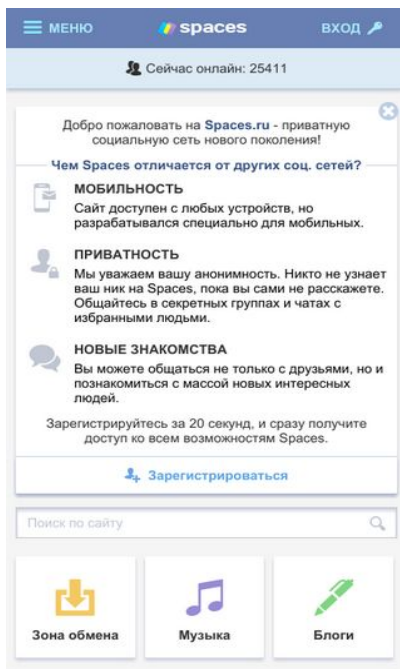 МЕНЮ spaces ВХОД
Сейчас онлайн: 25411
Добро пожаловать на Spaces.ru - приватную
социальную сеть нового поколения!
Чем Spaces отличается от других соц. сетей?
МОБИЛЬНОСТЬ
Сайт доступен с любых устройств, но
разрабатывался специально для мобильных.
ПРИВАТНОСТЬ
Мы уважаем вашу анонимность. Никто не узнает
ваш ник на Spaces, пока вы сами не расскажете.
Общайтесь в секретных группах и чатах с
избранными людьми.
НОВЫЕ ЗНАКОМСТВА
Вы можете общаться не только с друзьями, но и
познакомиться с массой новых интересных
людей.
Зарегистрируйтесь за 20 секунд, и сразу получите
доступ ко всем возможностям Spaces.
Зарегистрироваться
Поиск по сайту
Зона обмена Музыка Блоги